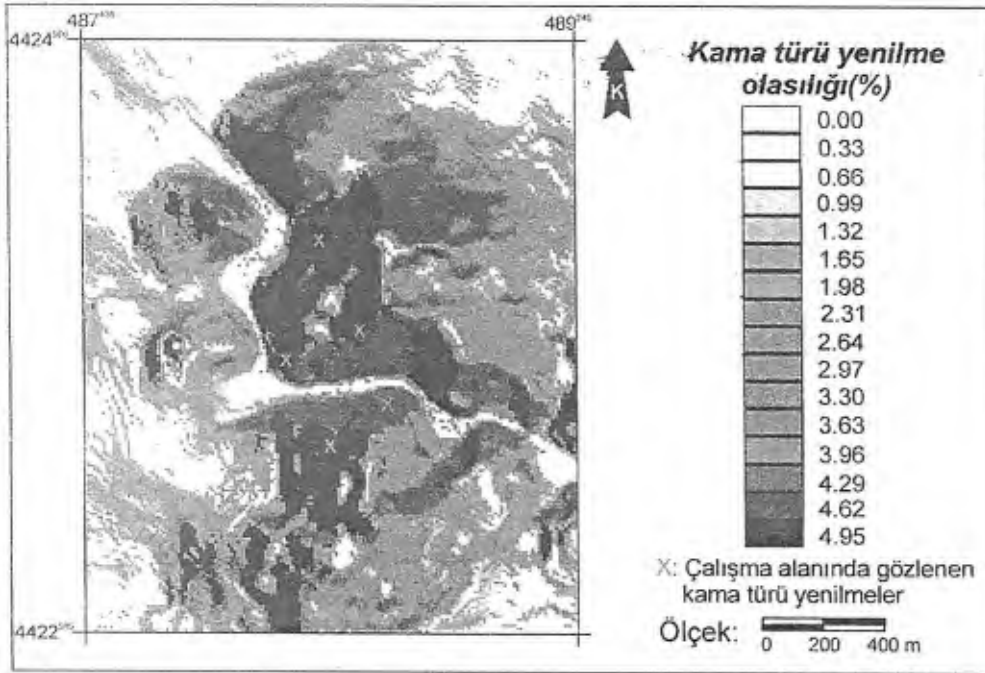 487 489
4424
K
Kama türü yenilme
olasılığı(%)
0.00
0.33
0.66
0.99
1.32
1.65
1.98
2.31
2.64
2.97
3.30
3.63
3.96
4.29
4.62
4.95
X: Çalışma alanında gözlenen
kama türü yenilmeler
Ölçek:
0 200 400 m
4422
X
X
X
X
X